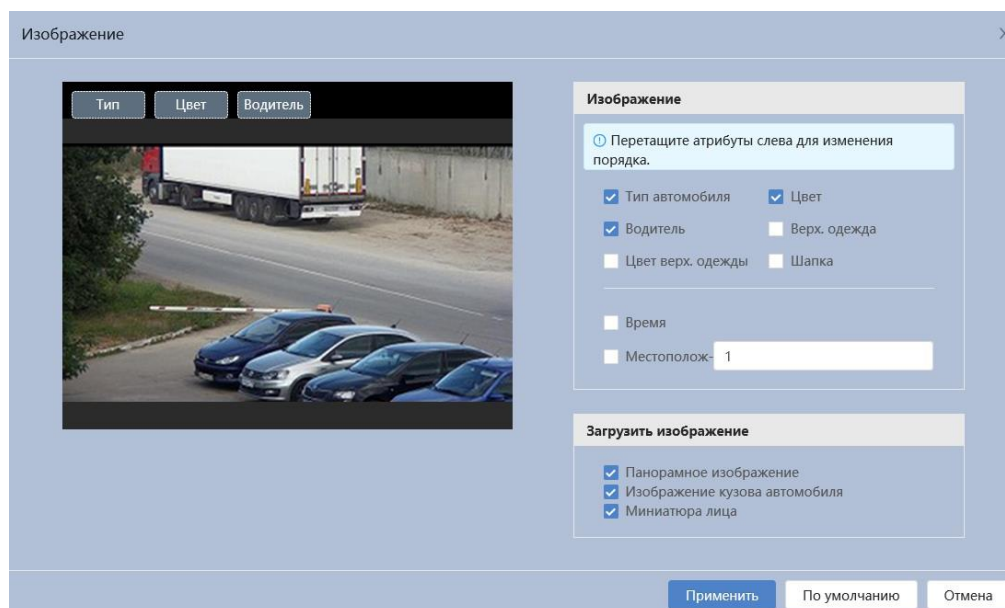 Изображение
Тип Цвет Водитель
Изображение
Перетащите атрибуты слева для изменения
порядка.
Тип автомобиля Цвет
Водитель Верх. одежда
Цвет верх. одежды Шапка
Время
Местополож- 1
Загрузить изображение
Панорамное изображение
Изображение кузова автомобиля
Миниатюра лица
Применить По умолчанию Отмена